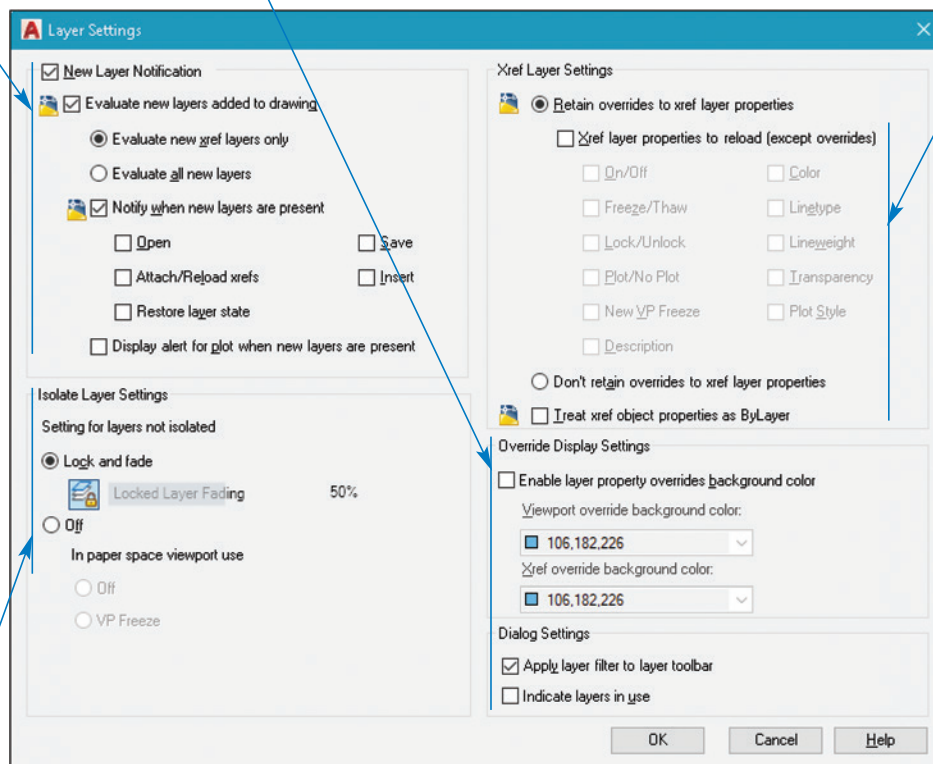 Layer Settings
New Layer Notification
Evaluate new layers added to drawing
Evaluate new xref layers only
Evaluate all new layers
Notify when new layers are present
Open
Save
Attach/Reload xrefs
Insert
Restore layer state
Display alert for plot when new layers are present
Isolate Layer Settings
Setting for layers not isolated
Lock and fade
Locked Layer Fading
50%
Off
In paper space viewport use
Off
VP Freeze
Xref Layer Settings
Retain overrides to xref layer properties
Xref layer properties to reload (except overrides)
On/Off
Color
Freeze/Thaw
Linetype
Lock/Unlock
Lineweight
Plot/No Plot
Transparency
New VP Freeze
Plot Style
Description
Don't retain overrides to xref layer properties
Treat xref object properties as ByLayer
Override Display Settings
Enable layer property overrides background color
Viewport override background color:
106,182,226
Xref override background color:
106,182,226
Dialog Settings
Apply layer filter to layer toolbar
Indicate layers in use
OK
Cancel
Help